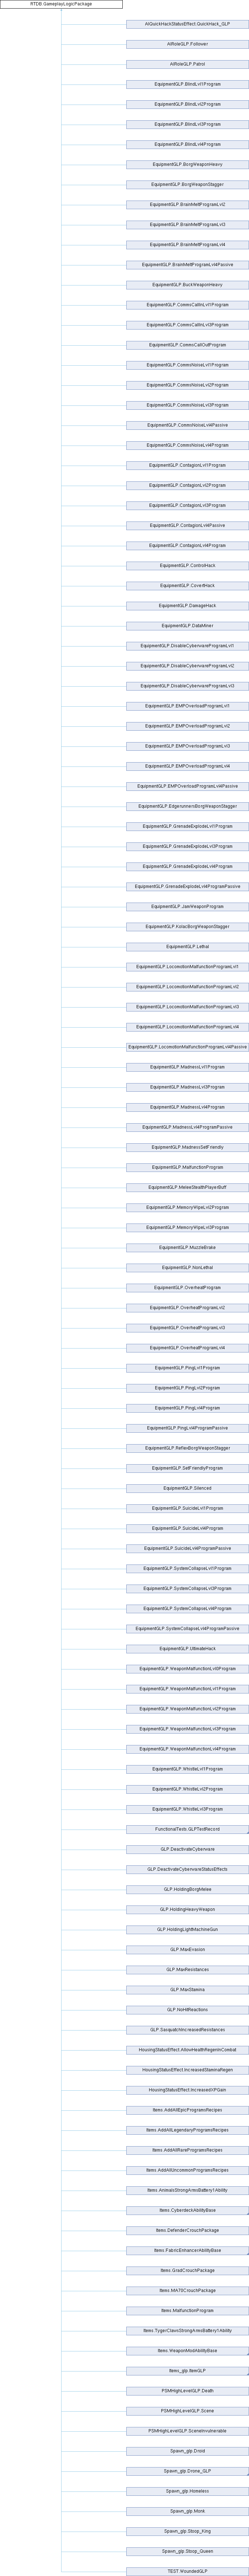 RTDB.GameplayLogicPackage
AIQuickHackStatusEffect.QuickHack_GLP
AIRoleGLP.Follower
AIRoleGLP.Patrol
EquipmentGLP.BlindLvl1Program
EquipmentGLP.BlindLvl2Program
EquipmentGLP.BlindLvl3Program
EquipmentGLP.BlindLvl4Program
EquipmentGLP.BorgWeaponHeavy
EquipmentGLP.BorgWeaponStagger
EquipmentGLP.BrainMeltProgramLvl2
EquipmentGLP.BrainMeltProgramLvl3
EquipmentGLP.BrainMeltProgramLvl4
EquipmentGLP.BrainMeltProgramLvl4Passive
EquipmentGLP.BuckWeaponHeavy
EquipmentGLP.CommsCallInLvl1Program
EquipmentGLP.CommsCallInLvl3Program
EquipmentGLP.CommsCallOutProgram
EquipmentGLP.CommsNoiseLvl1Program
EquipmentGLP.CommsNoiseLvl2Program
EquipmentGLP.CommsNoiseLvl3Program
EquipmentGLP.CommsNoiseLvl4Passive
EquipmentGLP.CommsNoiseLvl4Program
EquipmentGLP.ContagionLvl1Program
EquipmentGLP.ContagionLvl2Program
EquipmentGLP.ContagionLvl3Program
EquipmentGLP.ContagionLvl4Passive
EquipmentGLP.ContagionLvl4Program
EquipmentGLP.ControlHack
EquipmentGLP.CovertHack
EquipmentGLP.DamageHack
EquipmentGLP.DataMiner
EquipmentGLP.DisableCyberwareProgramLvl1
EquipmentGLP.DisableCyberwareProgramLvl2
EquipmentGLP.DisableCyberwareProgramLvl3
EquipmentGLP.EMPOverloadProgramLvl1
EquipmentGLP.EMPOverloadProgramLvl2
EquipmentGLP.EMPOverloadProgramLvl3
EquipmentGLP.EMPOverloadProgramLvl4
EquipmentGLP.EMPOverloadProgramLvl4Passive
EquipmentGLP.EdgerunnersBorgWeaponStagger
EquipmentGLP.GrenadeExplodeLvl1Program
EquipmentGLP.GrenadeExplodeLvl3Program
EquipmentGLP.GrenadeExplodeLvl4Program
EquipmentGLP.GrenadeExplodeLvl4ProgramPassive
EquipmentGLP.JamWeaponProgram
EquipmentGLP.KolacBorgWeaponStagger
EquipmentGLP.Lethal
EquipmentGLP.LocomotionMalfunctionProgramLvl1
EquipmentGLP.LocomotionMalfunctionProgramLvl2
EquipmentGLP.LocomotionMalfunctionProgramLvl3
EquipmentGLP.LocomotionMalfunctionProgramLvl4
EquipmentGLP.LocomotionMalfunctionProgramLvl4Passive
EquipmentGLP.MadnessLvl1Program
EquipmentGLP.MadnessLvl3Program
EquipmentGLP.MadnessLvl4Program
EquipmentGLP.MadnessLvl4ProgramPassive
EquipmentGLP.MadnessSetFriendly
EquipmentGLP.MalfunctionProgram
EquipmentGLP.MeleeStealthPlayerBuff
EquipmentGLP.MemoryWipeLvl2Program
EquipmentGLP.MemoryWipeLvl3Program
EquipmentGLP.MuzzleBrake
EquipmentGLP.NonLethal
EquipmentGLP.OverheatProgram
EquipmentGLP.OverheatProgramLvl2
EquipmentGLP.OverheatProgramLvl3
EquipmentGLP.OverheatProgramLvl4
EquipmentGLP.PingLvl1Program
EquipmentGLP.PingLvl2Program
EquipmentGLP.PingLvl4Program
EquipmentGLP.PingLvl4ProgramPassive
EquipmentGLP.ReflexBorgWeaponStagger
EquipmentGLP.SetFriendlyProgram
EquipmentGLP.Silenced
EquipmentGLP.SuicideLvl1Program
EquipmentGLP.SuicideLvl4Program
EquipmentGLP.SuicideLvl4ProgramPassive
EquipmentGLP.SystemCollapseLvl1Program
EquipmentGLP.SystemCollapseLvl3Program
EquipmentGLP.SystemCollapseLvl4Program
EquipmentGLP.SystemCollapseLvl4ProgramPassive
EquipmentGLP.UltimateHack
EquipmentGLP.WeaponMalfunctionLvl0Program
EquipmentGLP.WeaponMalfunctionLvl1Program
EquipmentGLP.WeaponMalfunctionLvl2Program
EquipmentGLP.WeaponMalfunctionLvl3Program
EquipmentGLP.WeaponMalfunctionLvl4Program
EquipmentGLP.WhistleLvl1Program
EquipmentGLP.WhistleLvl2Program
EquipmentGLP.WhistleLvl3Program
FunctionalTests.GLPTestRecord
GLP.DeactivateCyberware
GLP.DeactivateCyberwareStatusEffects
GLP.HoldingBorgMelee
GLP.HoldingHeavyWeapon
GLP.HoldingLightMachineGun
GLP.MaxEvasion
GLP.MaxResistances
GLP.MaxStamina
GLP.NoHitReactions
GLP.SasquatchIncreasedResistances
HousingStatusEffect.AllowHealthRegenInCombat
HousingStatusEffect.IncreasedStaminaRegen
HousingStatusEffect.IncreasedXPGain
Items.AddAllEpicProgramsRecipes
Items.AddAllLegendaryProgramsRecipes
Items.AddAllRareProgramsRecipes
Items.AddAllUncommonProgramsRecipes
Items.AnimalsStrongArmsBattery1Ability
Items.CyberdeckAbilityBase
Items.DefenderCrouchPackage
Items.FabricEnhancerAbilityBase
Items.GradCrouchPackage
Items.MA70CrouchPackage
Items.MalfunctionProgram
Items.TygerClawsStrongArmsBattery1Ability
Items.WeaponModAbilityBase
Items_glp.ItemGLP
PSMHighLevelGLP.Death
PSMHighLevelGLP.Scene
PSMHighLevelGLP.SceneInvulnerable
Spawn_glp.Droid
Spawn_glp.Drone_GLP
Spawn_glp.Homeless
Spawn_glp.Monk
Spawn_glp.Stoop_King
Spawn_glp.Stoop_Queen
TEST.WoundedGLP